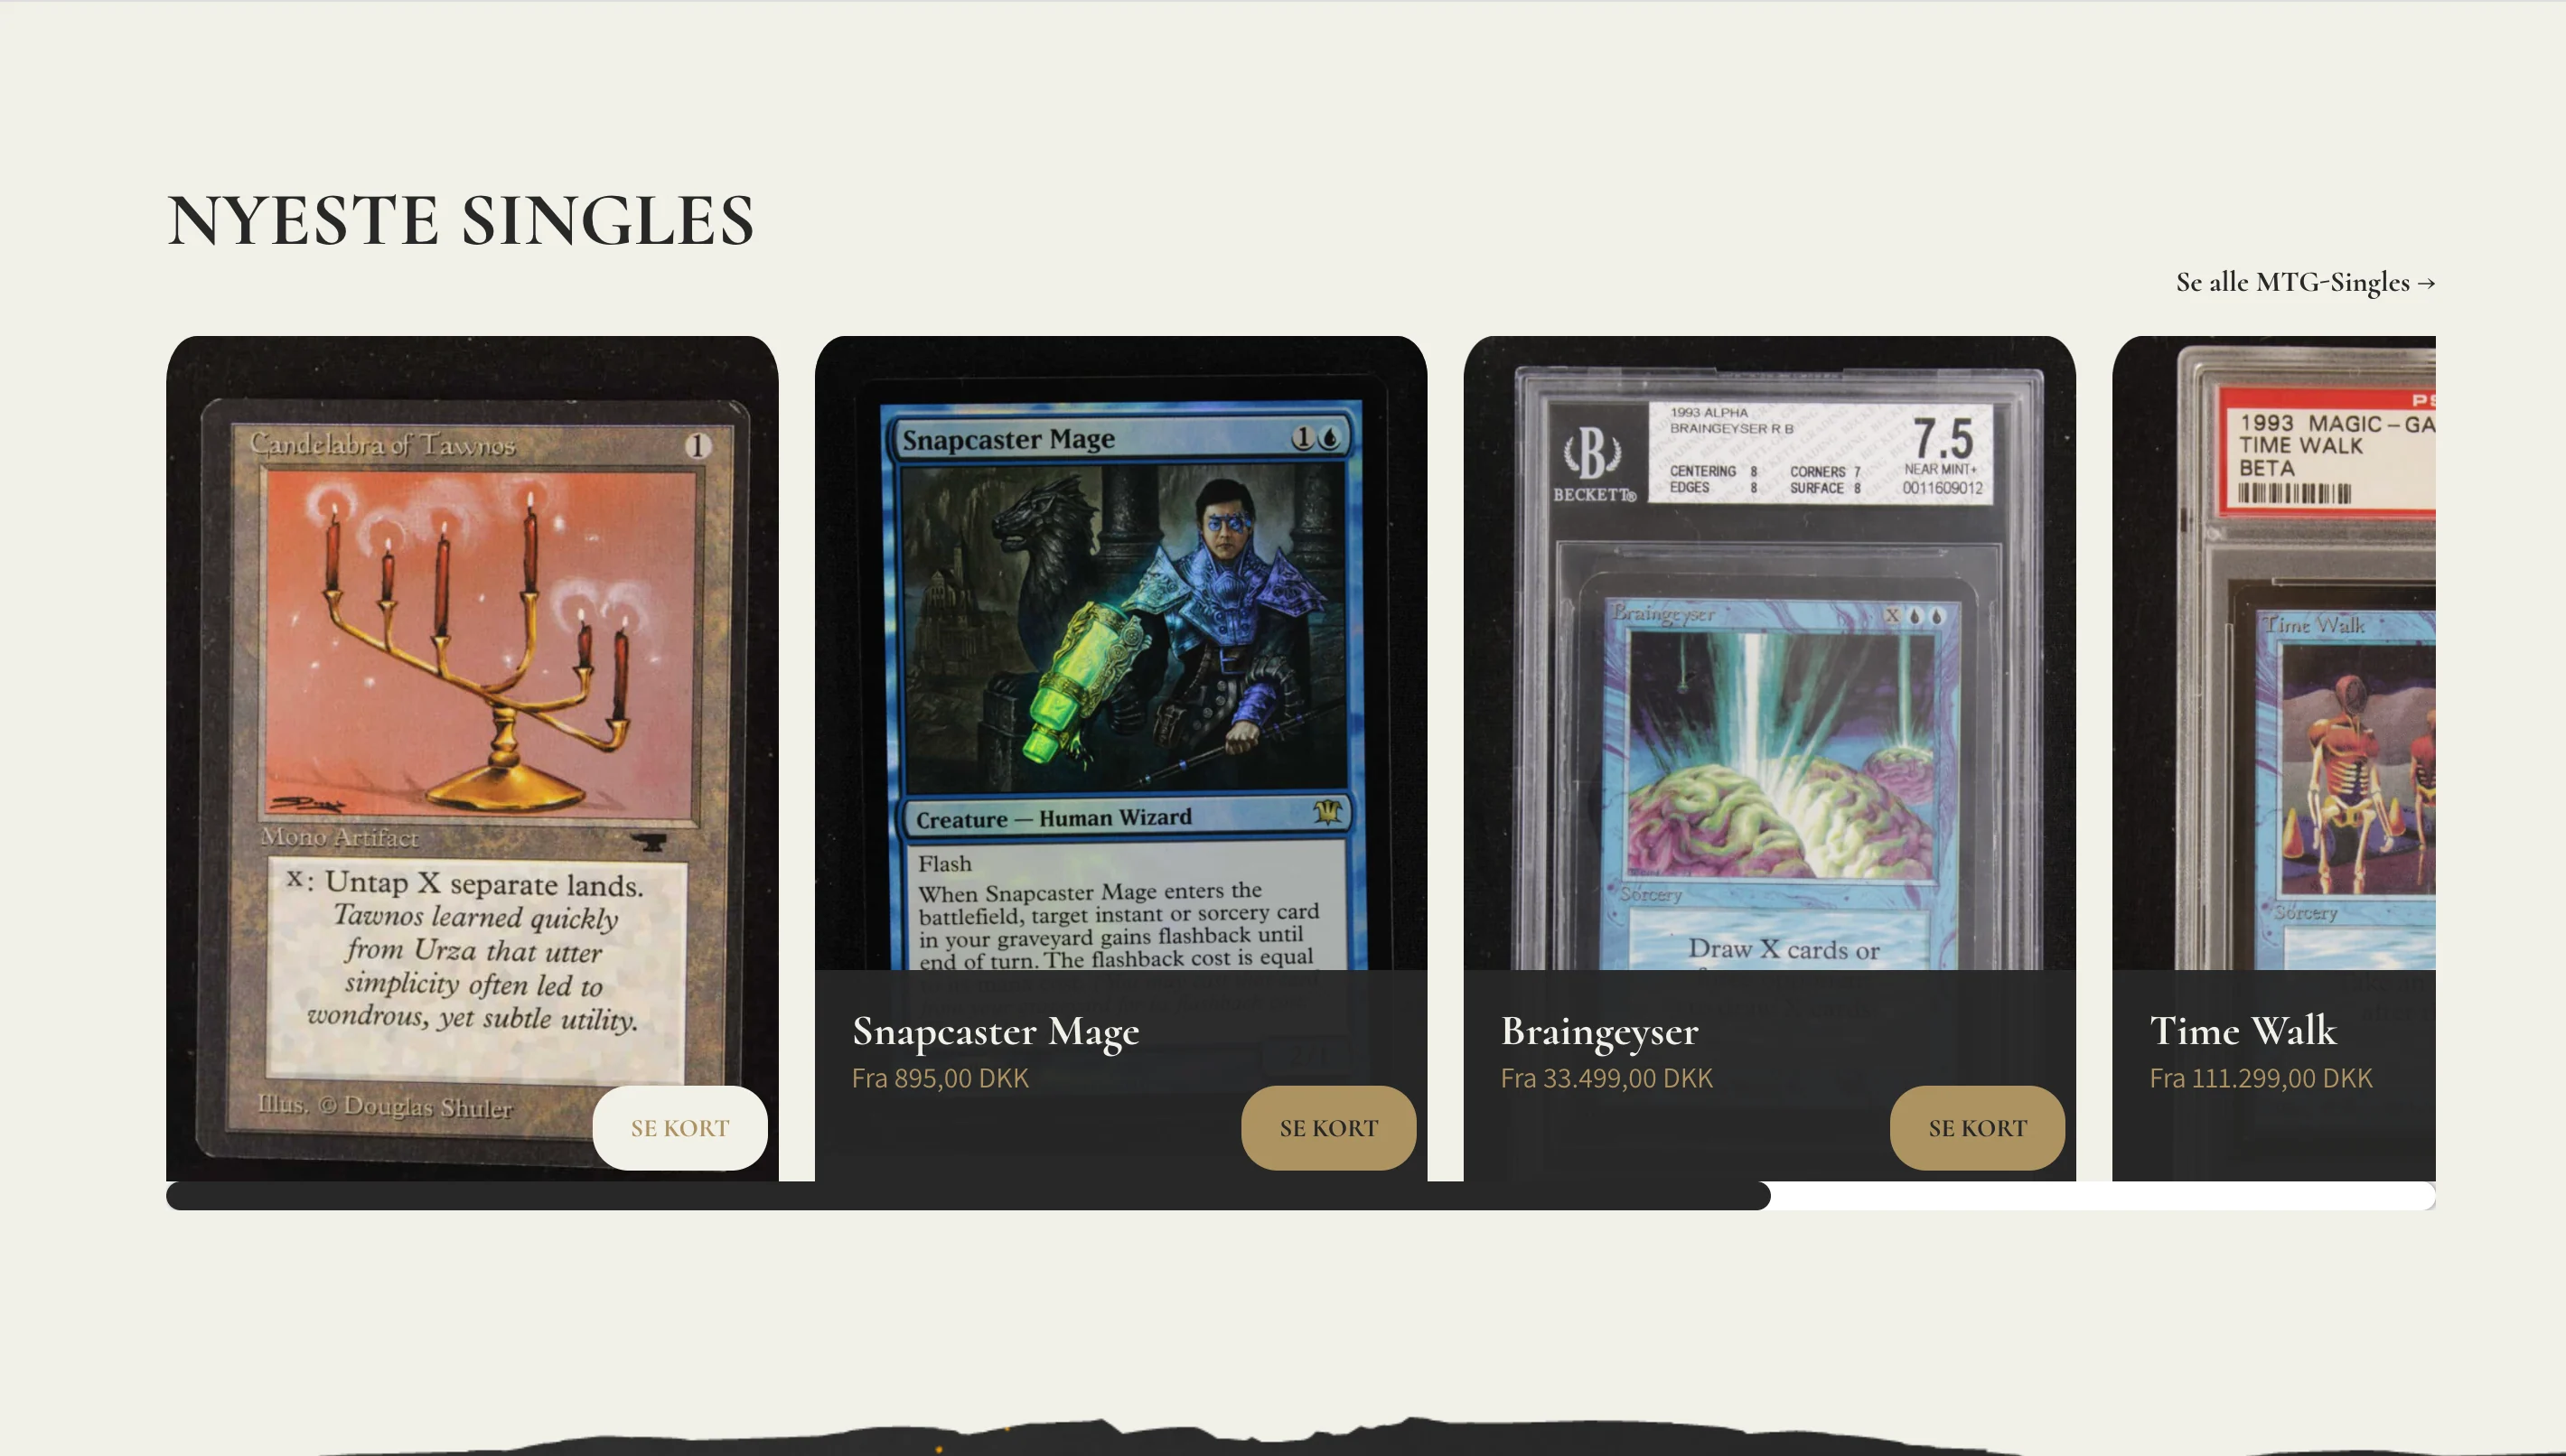 NYESTE SINGLES
Se alle MTG-Singles →
Candelabra of Tawnos 1
Mono Artifact
X: Untap X separate lands.
Tawnos learned quickly
from Urza that utter
simplicity often led to
wondrous, yet subtle utility.
Illus. © Douglas Shuler
SE KORT
Snapcaster Mage 1
Creature — Human Wizard
Flash
When Snapcaster Mage enters the
battlefield, target instant or sorcery card
in your graveyard gains flashback until
end of turn. The flashback cost is equal
Snapcaster Mage
Fra 895,00 DKK
SE KORT
B
BECKETT®
1993 ALPHA
BRAINGEYSER R B
CENTERING 8 CORNERS 7
EDGES 8 SURFACE 8
7.5
NEAR MINT+
0011609012
Braingeyser X
Sorcery
Draw X cards or
Braingeyser
Fra 33.499,00 DKK
SE KORT
PS
1993 MAGIC-GA
TIME WALK
BETA
Time Walk
Sorcery
Time Walk
Fra 111.299,00 DKK